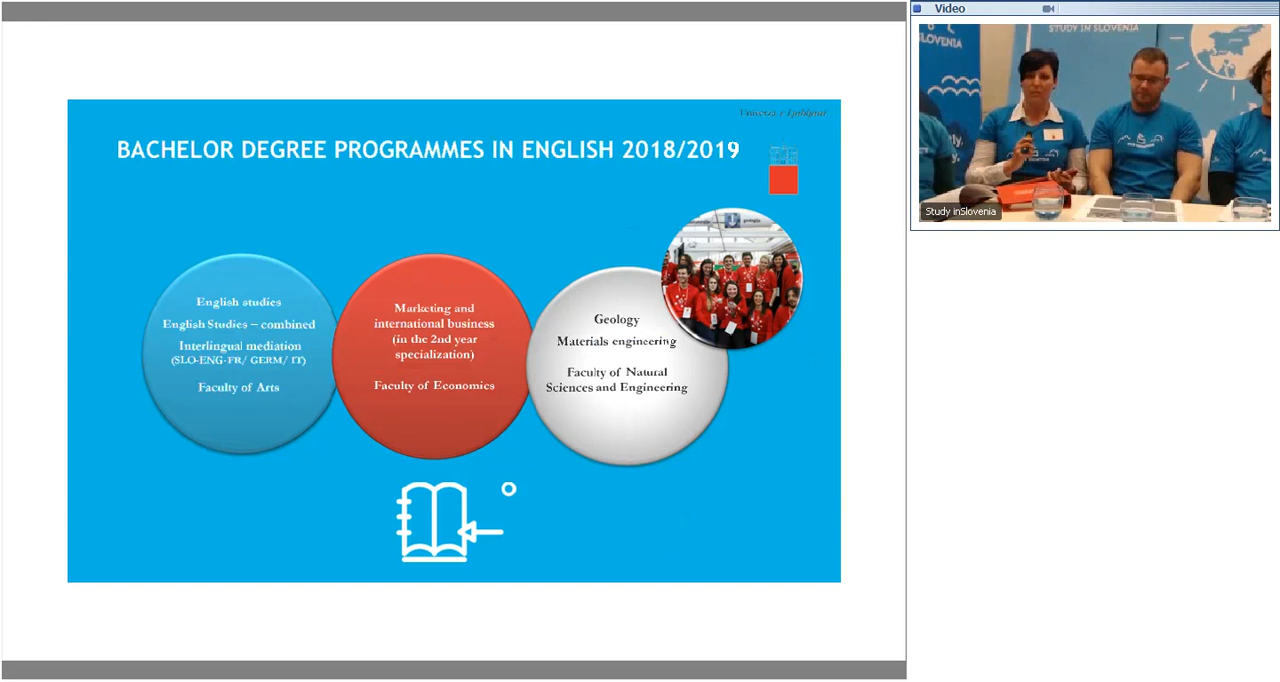 Univerza v Ljubljani
BACHELOR DEGREE PROGRAMMES IN ENGLISH 2018/2019
English studies
English Studies – combined
Interlingual mediation
(SLO-ENG-FR/ GERM/ IT)
Faculty of Arts
Marketing and
international business
(in the 2nd year
specialization)
Faculty of Economics
Geology
Materials engineering
Faculty of Natural
Sciences and Engineering
Video
SLOVENIA
STUDY IN SLOVENIA
Study inSlovenia